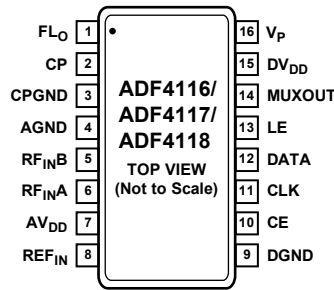 FLO 1
CP 2
CPGND 3
AGND 4
RFINB 5
RFINA 6
AVDD 7
REFIN 8
ADF4116/
ADF4117/
ADF4118
TOP VIEW
(Not to Scale)
16 VP
15 DVDD
14 MUXOUT
13 LE
12 DATA
11 CLK
10 CE
9 DGND